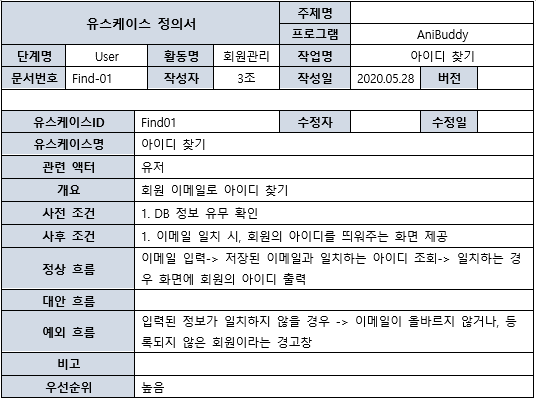 유스케이스 정의서 주제명
프로그램 AniBuddy
단계명 User 활동명 회원관리 작업명 아이디 찾기
문서번호 Find-01 작성자 3조 작성일 2020.05.28 버전
유스케이스ID Find01 수정자 수정일
유스케이스명 아이디 찾기
관련 액터 유저
개요 회원 이메일로 아이디 찾기
사전 조건 1. DB 정보 유무 확인
사후 조건 1. 이메일 일치 시, 회원의 아이디를 띄워주는 화면 제공
정상 흐름 이메일 입력-> 저장된 이메일과 일치하는 아이디 조회-> 일치하는 경
우 화면에 회원의 아이디 출력
대안 흐름
예외 흐름 입력된 정보가 일치하지 않을 경우 -> 이메일이 올바르지 않거나, 등
록되지 않은 회원이라는 경고창
비고
우선순위 높음